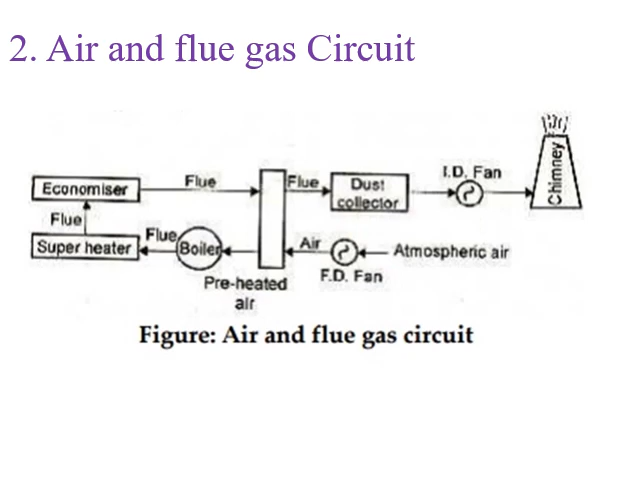 2. Air and flue gas Circuit
I.D. Fan
Chimney
Economiser
Flue
Flue
Dust
collector
Flue
Super heater
Flue
Boiler
Air
Atmospheric air
F.D. Fan
Pre-heated
air
Figure: Air and flue gas circuit